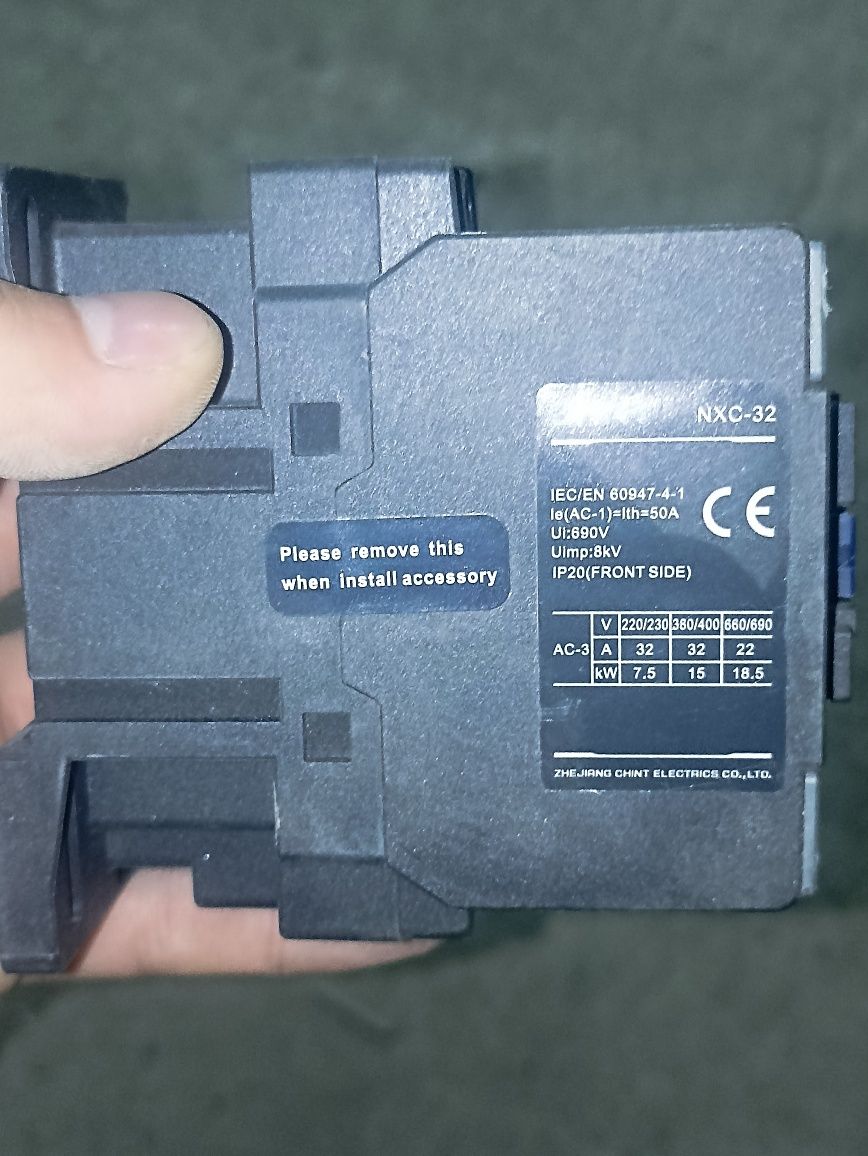 Please remove this
when install accessory
NXC-32
IEC/EN 60947-4-1
Ie(AC-1)=Ith=50A
Ui:690V
Uimp:8kV
IP20(FRONT SIDE)
CE
AC-3
V 220/230 380/400 660/690
A 32 32 22
kW 7.5 15 18.5
ZHEJIANG CHINT ELECTRICS CO.,LTD.